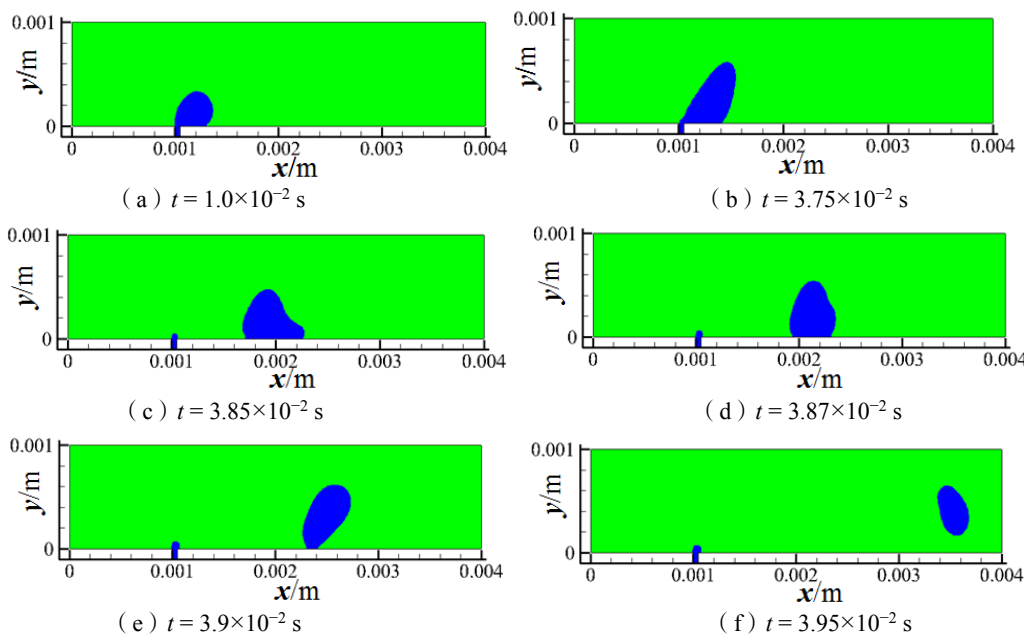 0.001
0.001
y/m
y/m
0
0
0 0.001 0.002 0.003 0.004
0 0.001 0.002 0.003 0.004
x/m
x/m
（a）t = 1.0×10⁻² s
（b）t = 3.75×10⁻² s
0.001
0.001
y/m
y/m
0
0
0 0.001 0.002 0.003 0.004
0 0.001 0.002 0.003 0.004
x/m
x/m
（c）t = 3.85×10⁻² s
（d）t = 3.87×10⁻² s
0.001
0.001
y/m
y/m
0
0
0 0.001 0.002 0.003 0.004
0 0.001 0.002 0.003 0.004
x/m
x/m
（e）t = 3.9×10⁻² s
（f）t = 3.95×10⁻² s